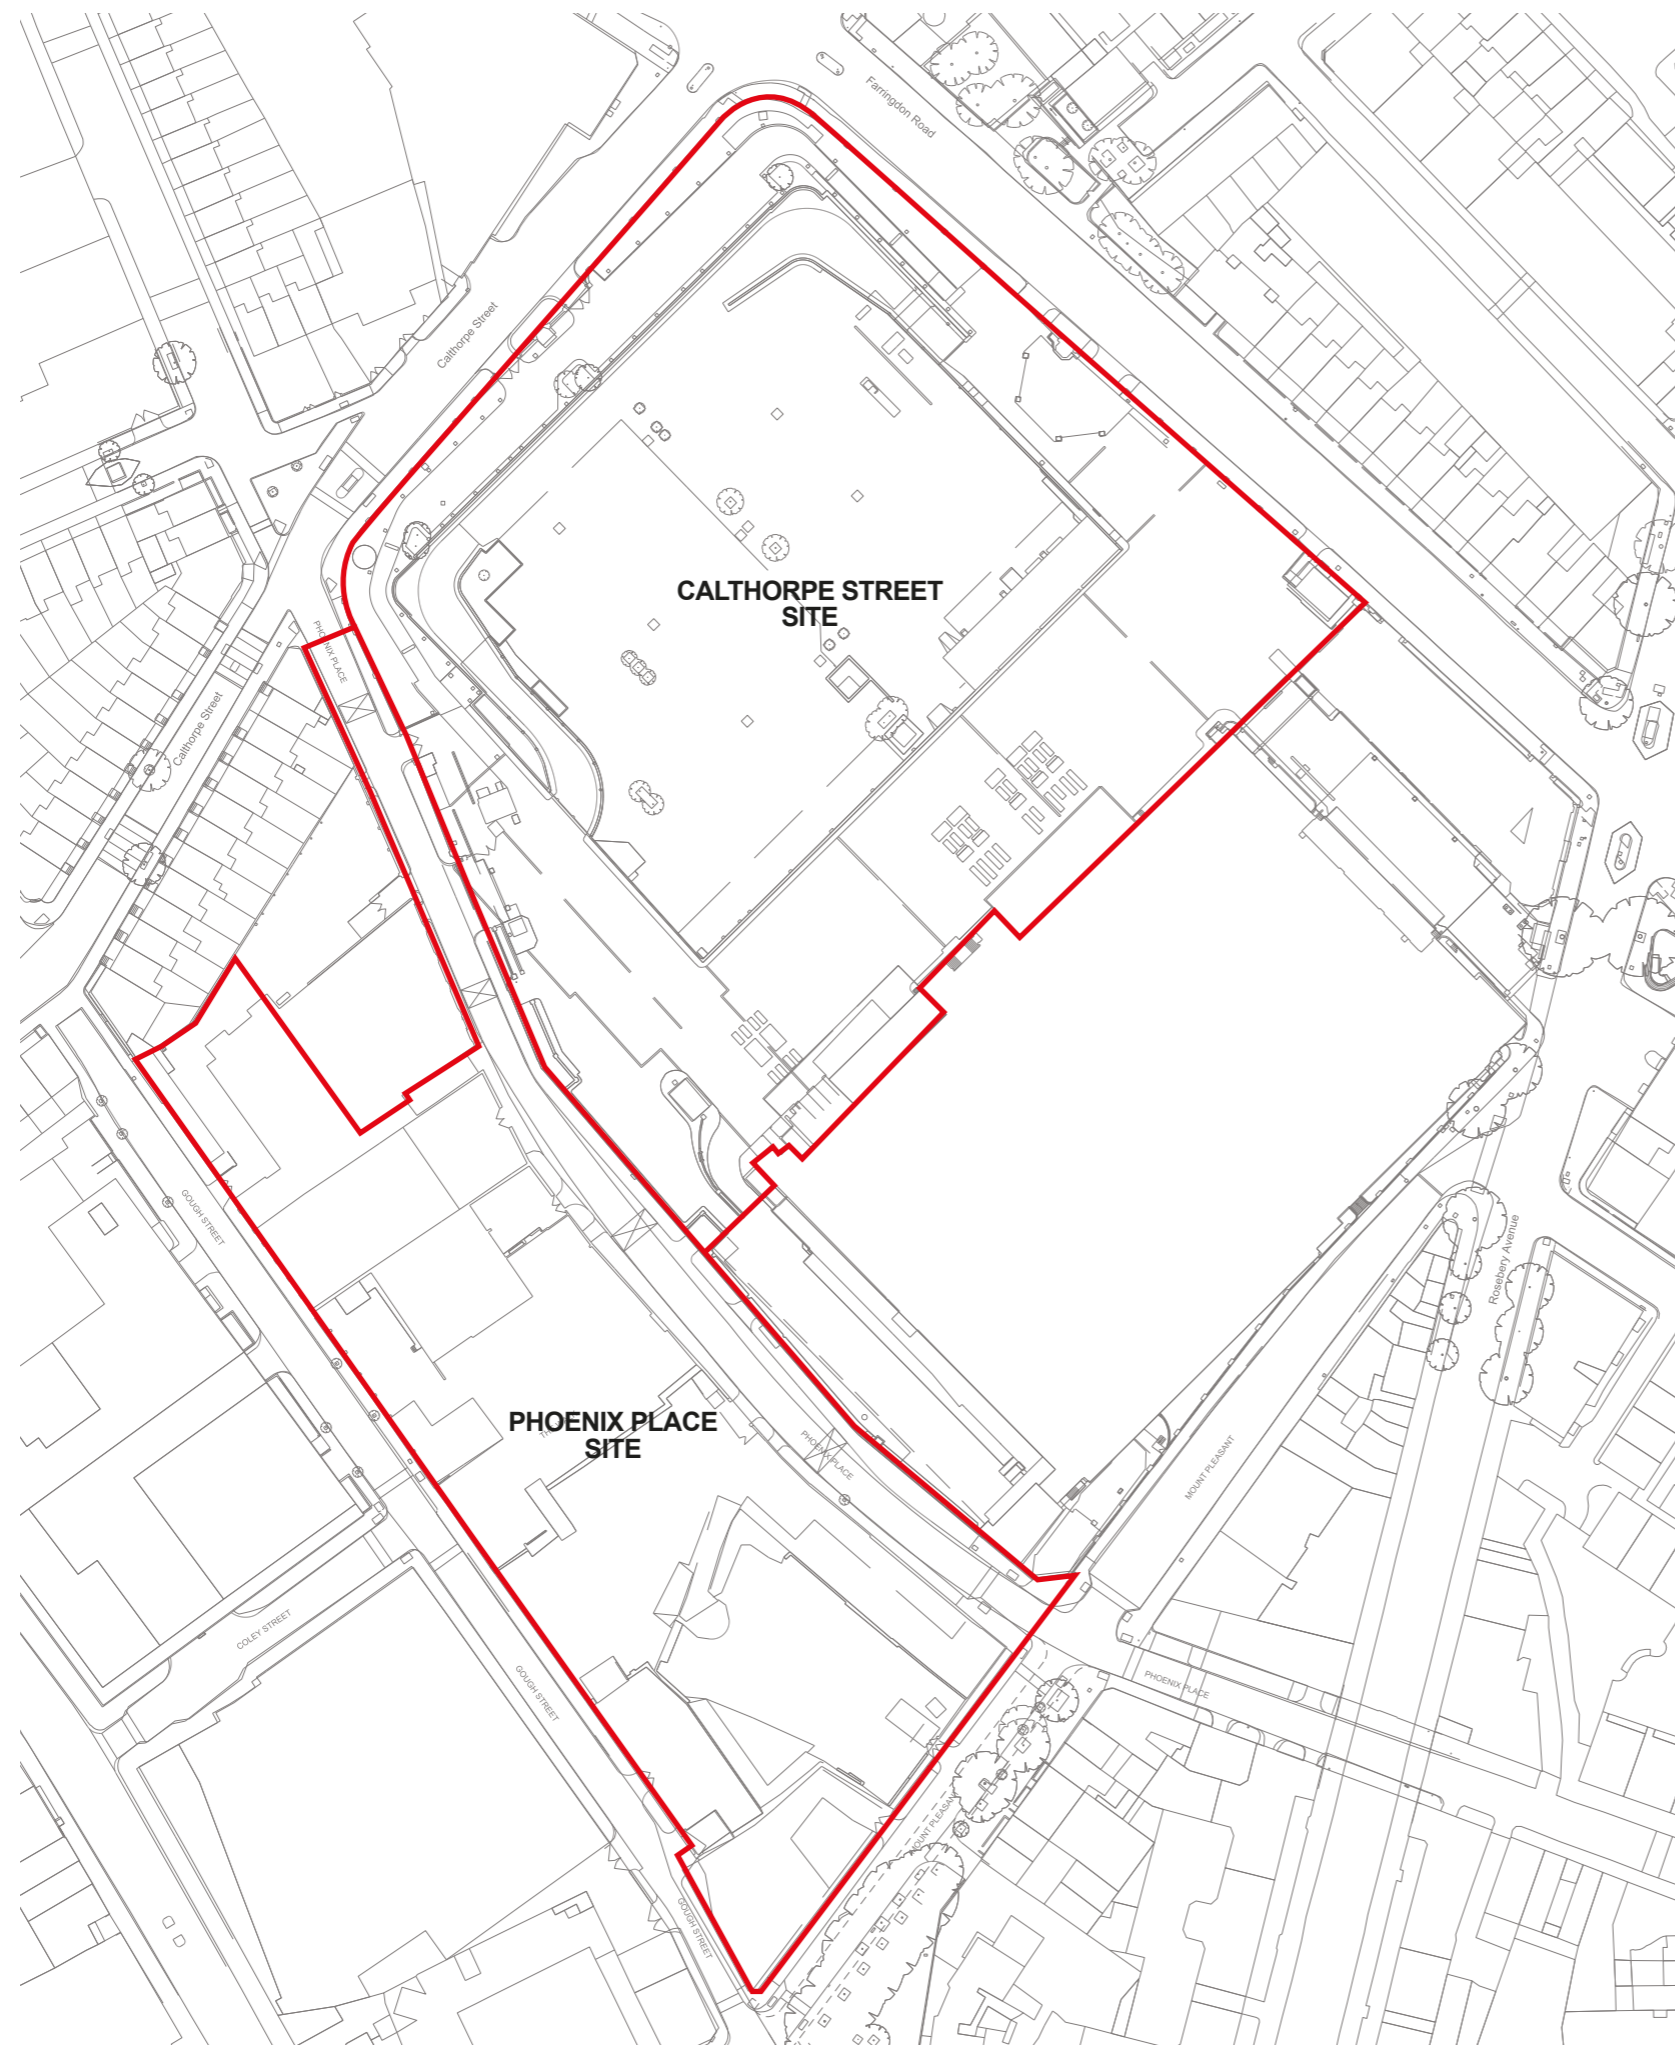 Farringdon Road
Calthorpe Street
CALTHORPE STREET
SITE
PHOENIX PLACE
Calthorpe Street
GOUGH STREET
Rosebery Avenue
PHOENIX PLACE
SITE
PHOENIX PLACE
MOUNT PLEASANT
COLEY STREET
GOUGH STREET
PHOENIX PLACE
MOUNT PLEASANT
GOUGH STREET